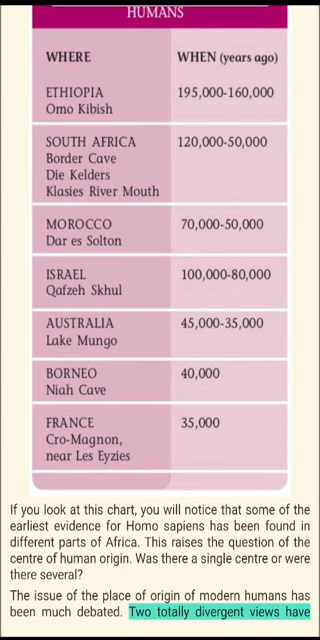 HUMANS
WHERE WHEN (years ago)
ETHIOPIA 195,000-160,000
Omo Kibish
SOUTH AFRICA 120,000-50,000
Border Cave
Die Kelders
Klasies River Mouth
MOROCCO 70,000-50,000
Dar es Solton
ISRAEL 100,000-80,000
Qafzeh Skhul
AUSTRALIA 45,000-35,000
Lake Mungo
BORNEO 40,000
Niah Cave
FRANCE 35,000
Cro-Magnon,
near Les Eyzies
If you look at this chart, you will notice that some of the
earliest evidence for Homo sapiens has been found in
different parts of Africa. This raises the question of the
centre of human origin. Was there a single centre or were
there several?
The issue of the place of origin of modern humans has
been much debated. Two totally divergent views have